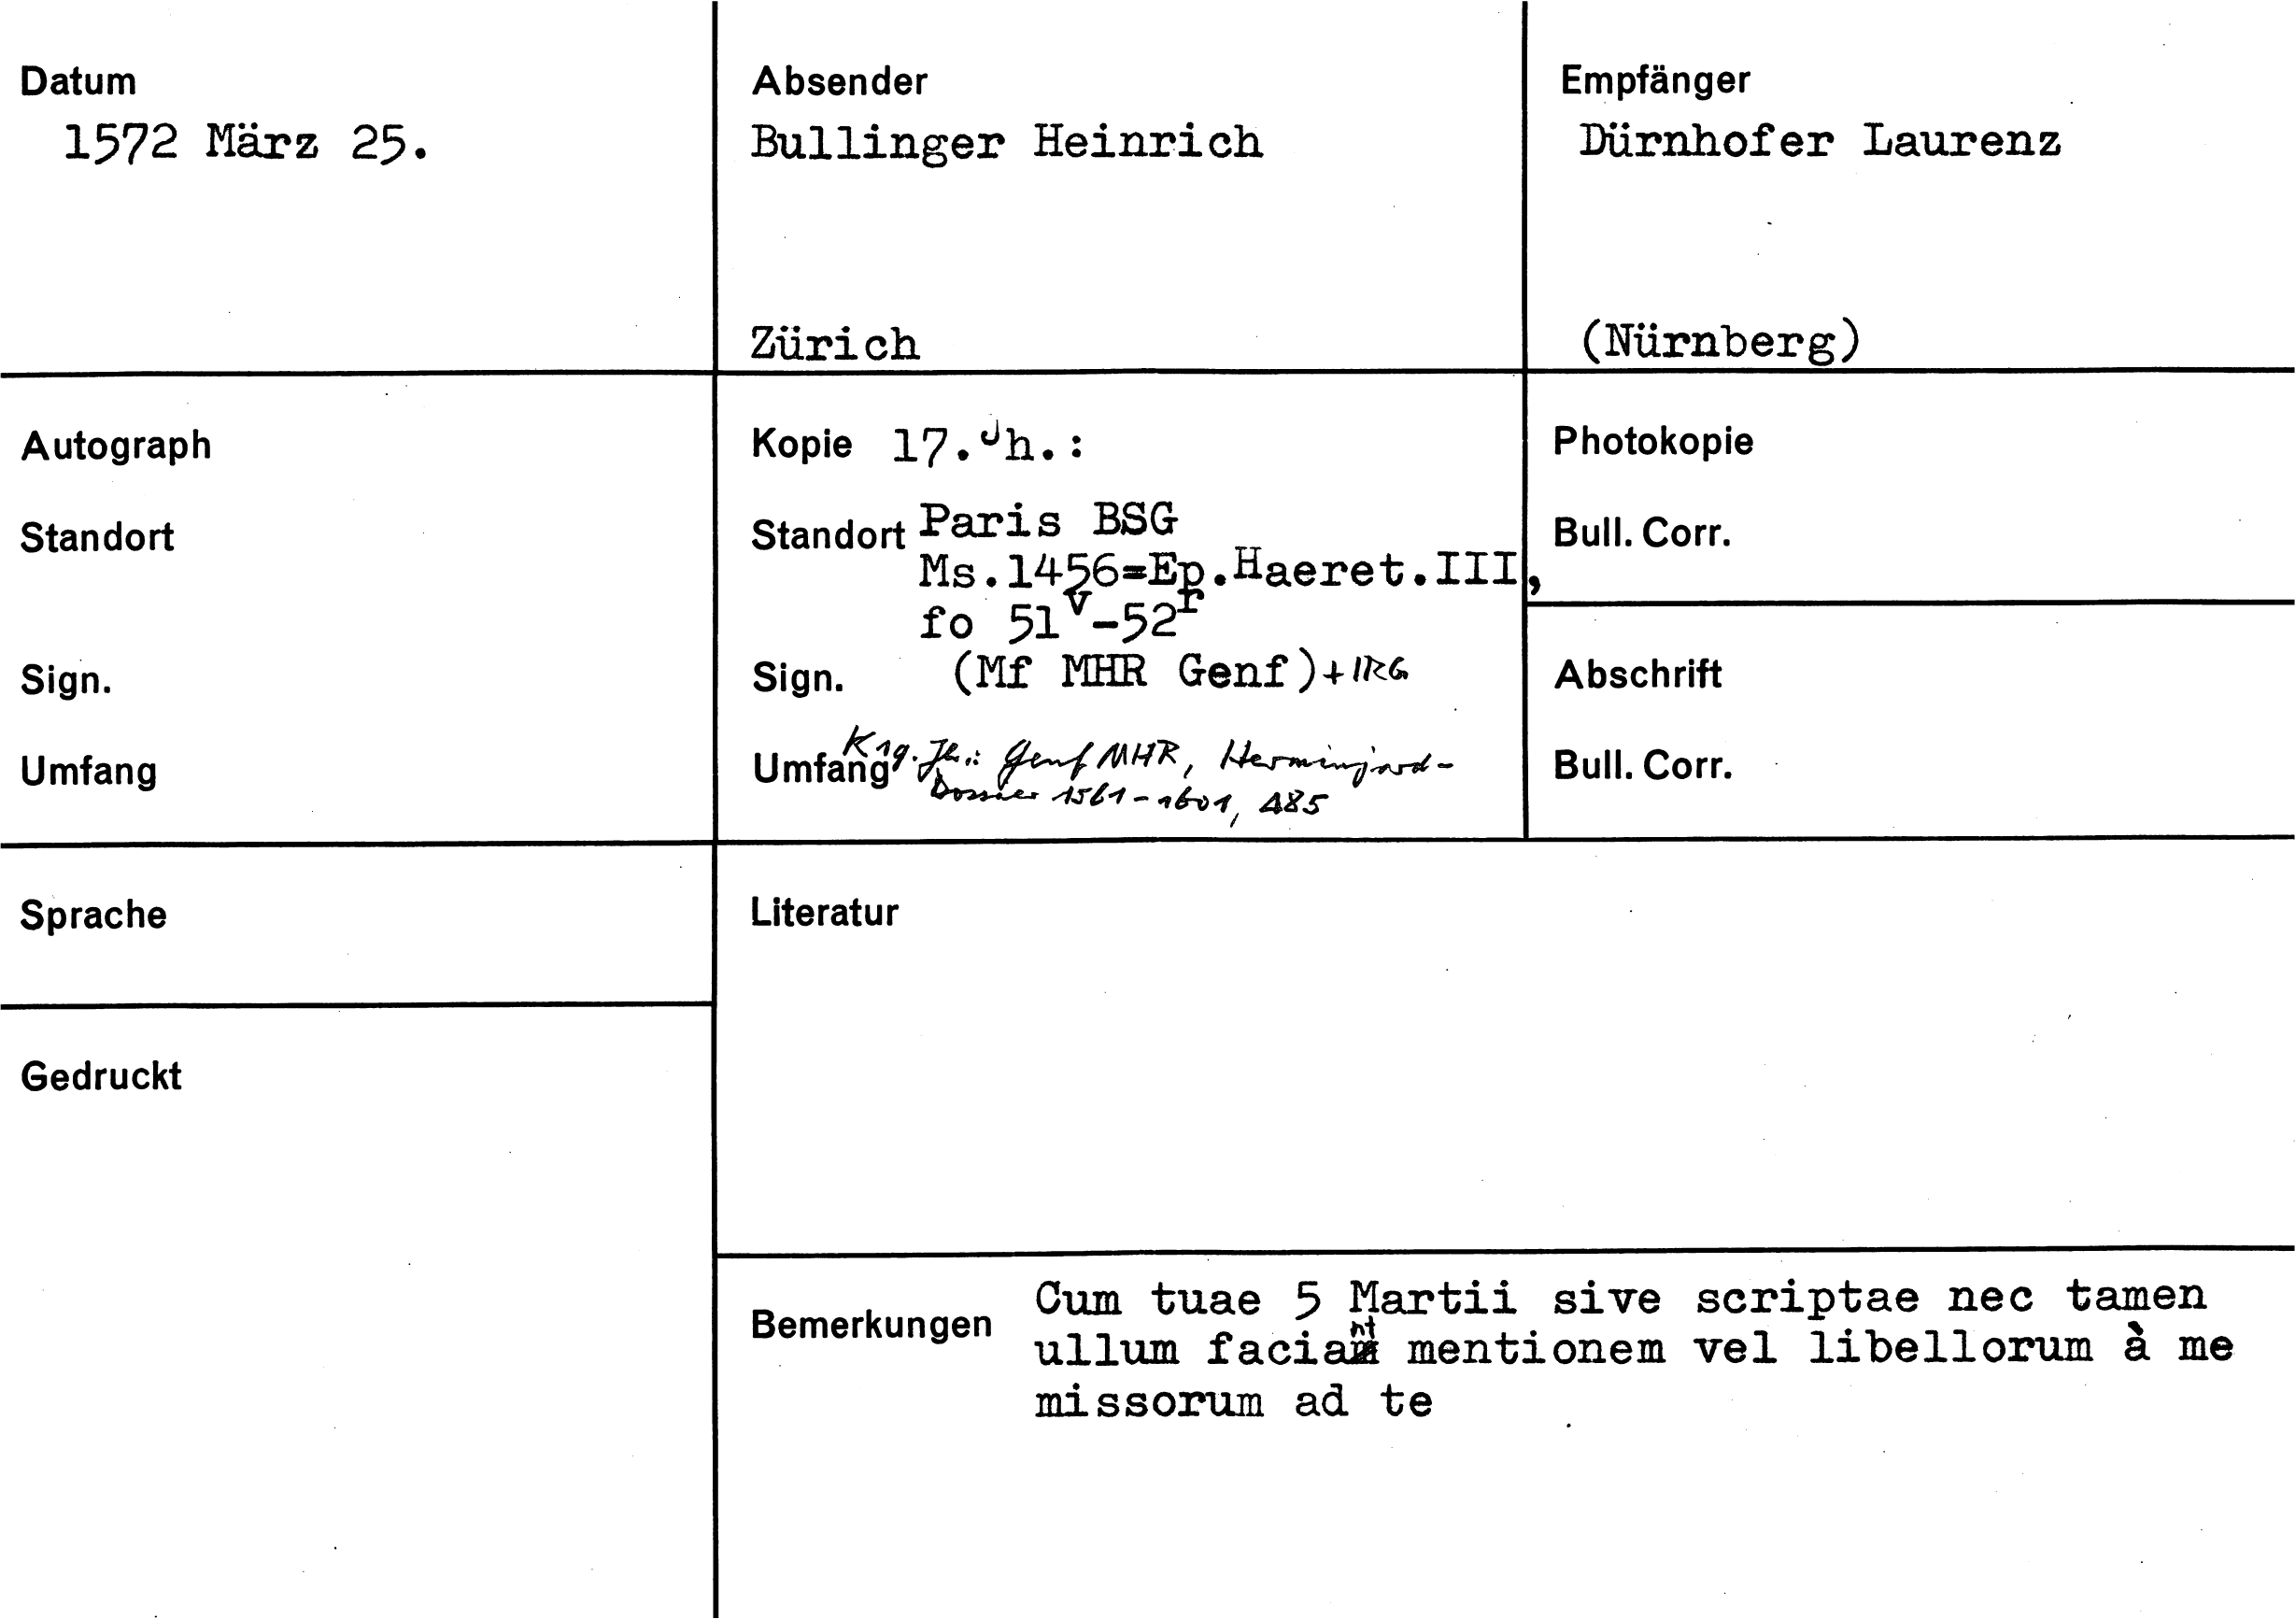 Datum
1572 März 25.
Absender
Bullinger Heinrich
Zürich
Empfänger
Dürnhofer Laurenz
(Nürnberg)
Autograph
Standort
Sign.
Umfang
Kopie 17.Jh.:
Standort Paris BSG
Ms.1456=Ep.Haeret.III,
fo 51v-52r
Sign. (Mf MHR Genf)+IRG
Umfang K 19. Jh.: Genf MHR, Herminjard-
Dossier 1561-1601, 485
Photokopie
Bull. Corr.
Abschrift
Bull. Corr.
Sprache
Literatur
Gedruckt
Bemerkungen Cum tuae 5 Martii sive scriptae nec tamen
ullum faciant mentionem vel libellorum à me
missorum ad te